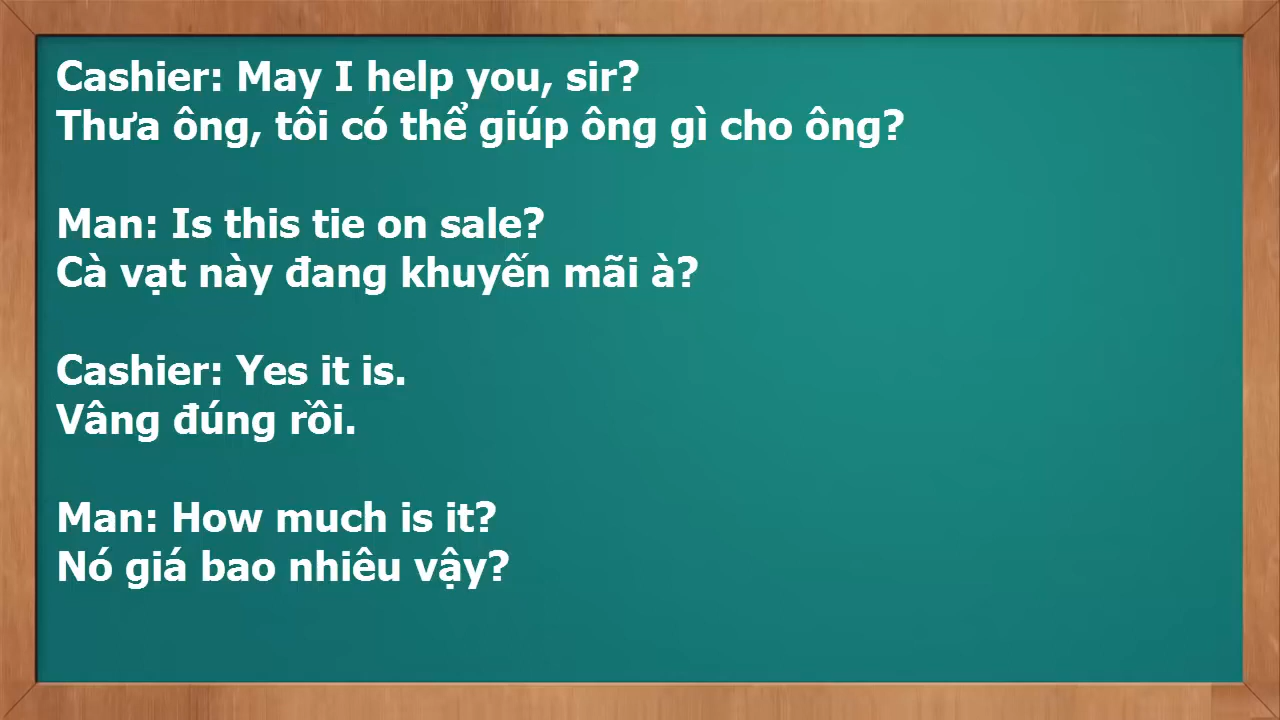 Cashier: May I help you, sir?
Thưa ông, tôi có thể giúp ông gì cho ông?
Man: Is this tie on sale?
Cà vạt này đang khuyến mãi à?
Cashier: Yes it is.
Vâng đúng rồi.
Man: How much is it?
Nó giá bao nhiêu vậy?